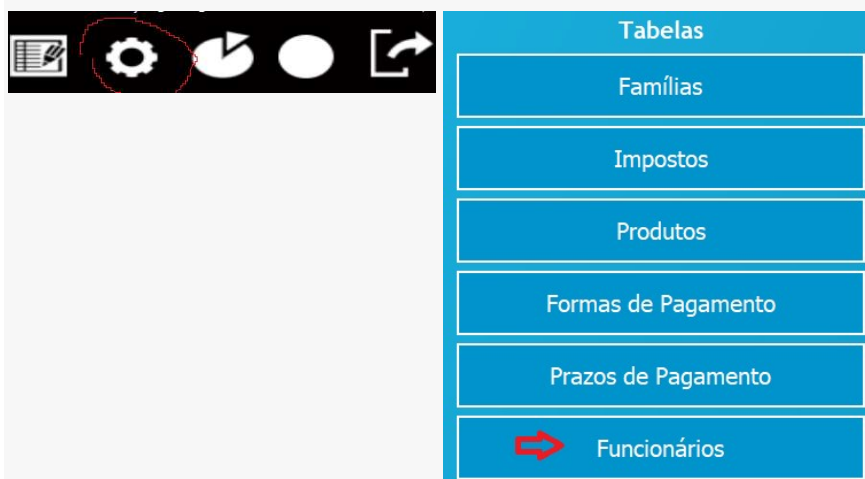 Tabelas
Famílias
Impostos
Produtos
Formas de Pagamento
Prazos de Pagamento
Funcionários